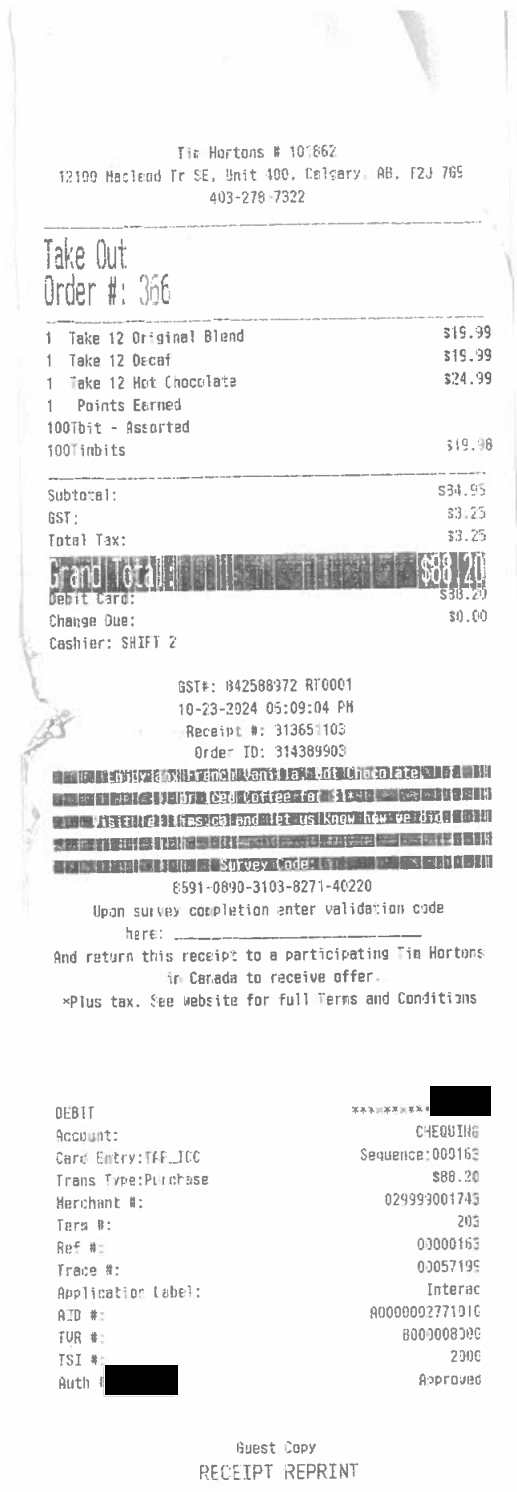 Tim Hortons # 101862
12100 Macleod Tr SE, Unit 400, Calgary, AB, T2J 7G9
403-278-7322
Take Out
Order #: 366
1 Take 12 Original Blend $19.99
1 Take 12 Decaf $19.99
1 Take 12 Hot Chocolate $24.99
1 Points Earned
100Tbit - Assorted
100Timbits $19.98
Subtotal: $84.95
GST: $3.25
Total Tax: $3.25
Grand Total: $88.20
Debit Card: $88.20
Change Due: $0.00
Cashier: SHIFT 2
GST#: 842588972 RT0001
10-23-2024 05:09:04 PM
Receipt #: 313651103
Order ID: 314389903
Enjoy any French Vanilla, Hot Chocolate
or Iced Coffee for $1
and let us know how we did
Survey Code:
8591-0890-3103-8271-40220
Upon survey completion enter validation code
here:
And return this receipt to a participating Tim Hortons
in Canada to receive offer.
*Plus tax. See website for full Terms and Conditions
DEBIT
Account: CHEQUING
Card Entry: Sequence:000163
Trans Type:Purchase $88.20
Merchant #: 029999001743
Term #: 203
Ref #: 00000163
Trace #: 00057199
Application Label: Interac
AID #: A0000002771010
TVR #: 8000008000
TSI #: 2800
Auth # Approved
Guest Copy
RECEIPT REPRINT